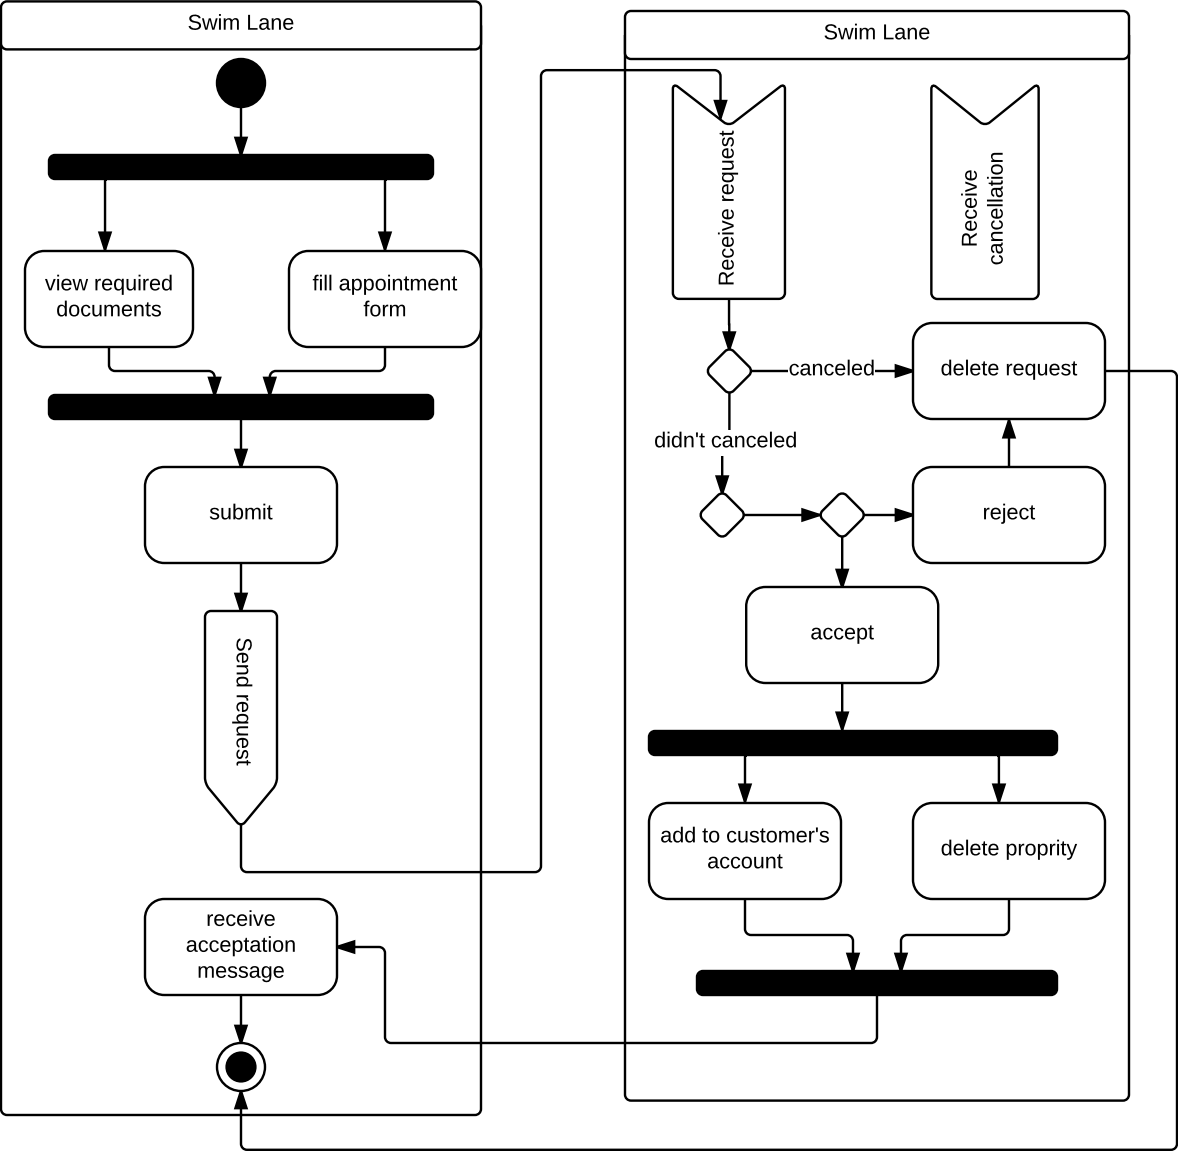 Swim Lane
view required
documents
fill appointment
form
submit
Send request
receive
acceptation
message
Swim Lane
Receive request
Receive
cancellation
canceled
delete request
didn't canceled
reject
accept
add to customer's
account
delete proprity